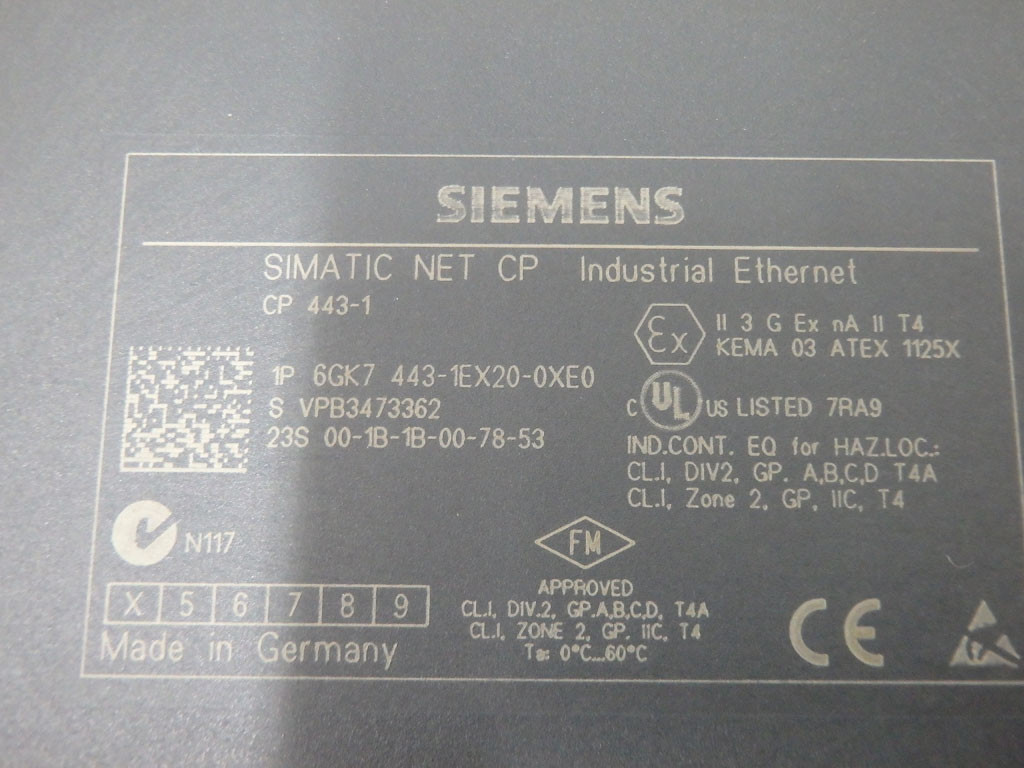 SIEMENS
SIMATIC NET CP Industrial Ethernet
CP 443-1
Ex II 3 G Ex nA II T4
KEMA 03 ATEX 1125X
1P 6GK7 443-1EX20-0XE0
S VPB3473362
23S 00-1B-1B-00-78-53
C UL US LISTED 7RA9
IND.CONT. EQ for HAZ.LOC.:
CL.I, DIV2, GP. A,B,C,D T4A
CL.I, Zone 2, GP. IIC, T4
N117
FM
APPROVED
CL.I, DIV.2, GP.A,B,C,D, T4A
CL.I, ZONE 2, GP. IIC, T4
Ta: 0°C...60°C
X 5 6 7 8 9
Made in Germany
CE